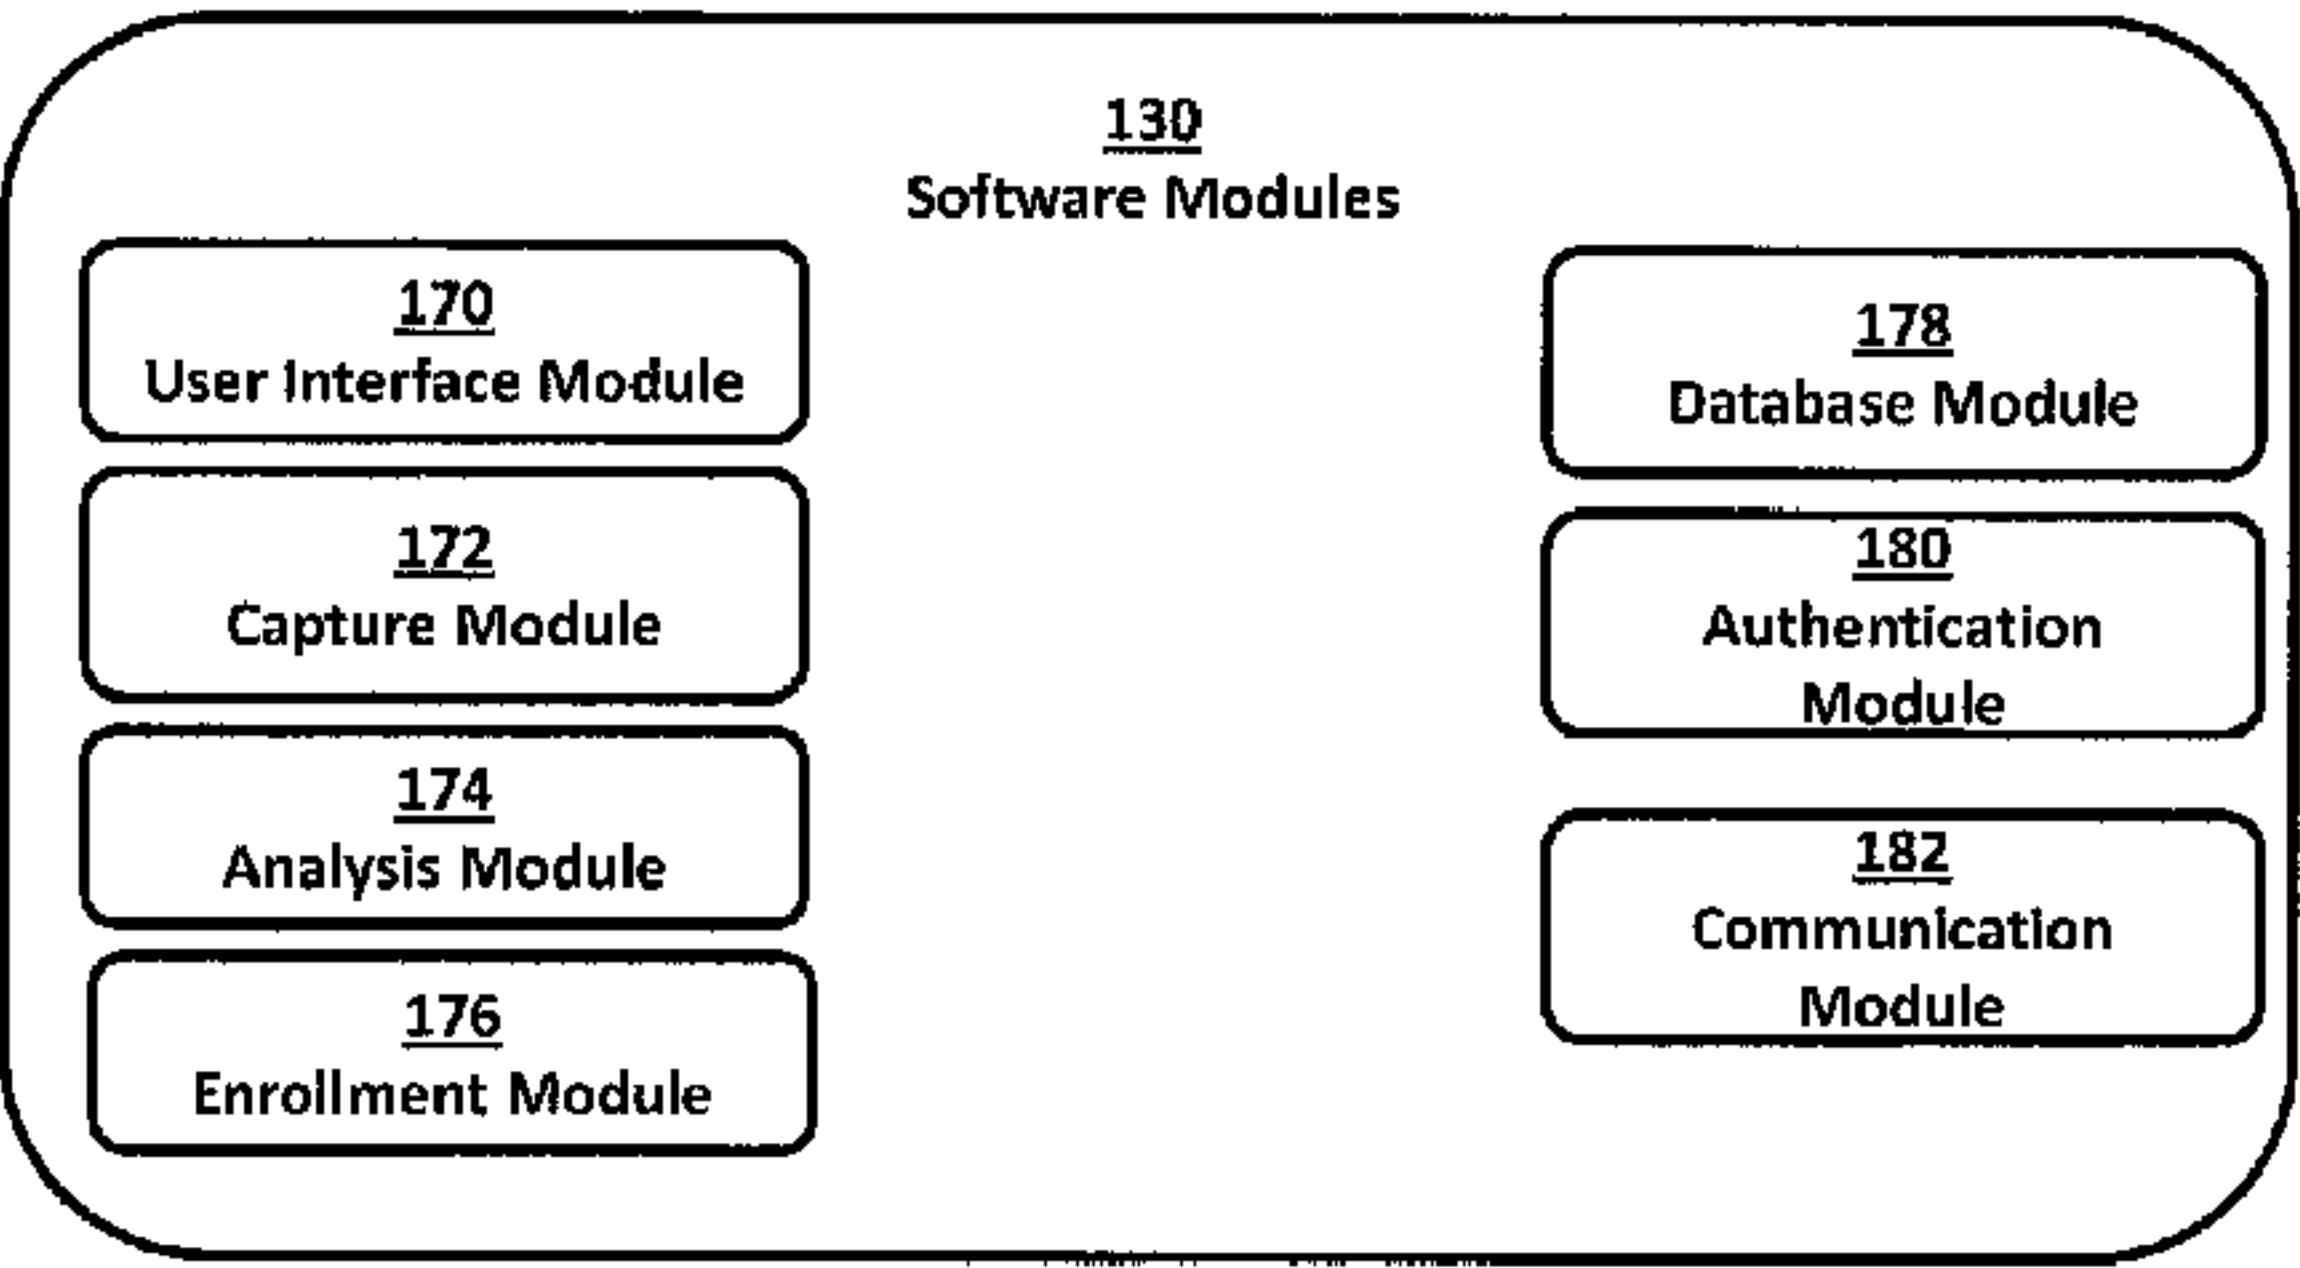 130
Software Modules
170
User Interface Module
172
Capture Module
174
Analysis Module
176
Enrollment Module
178
Database Module
180
Authentication
Module
182
Communication
Module